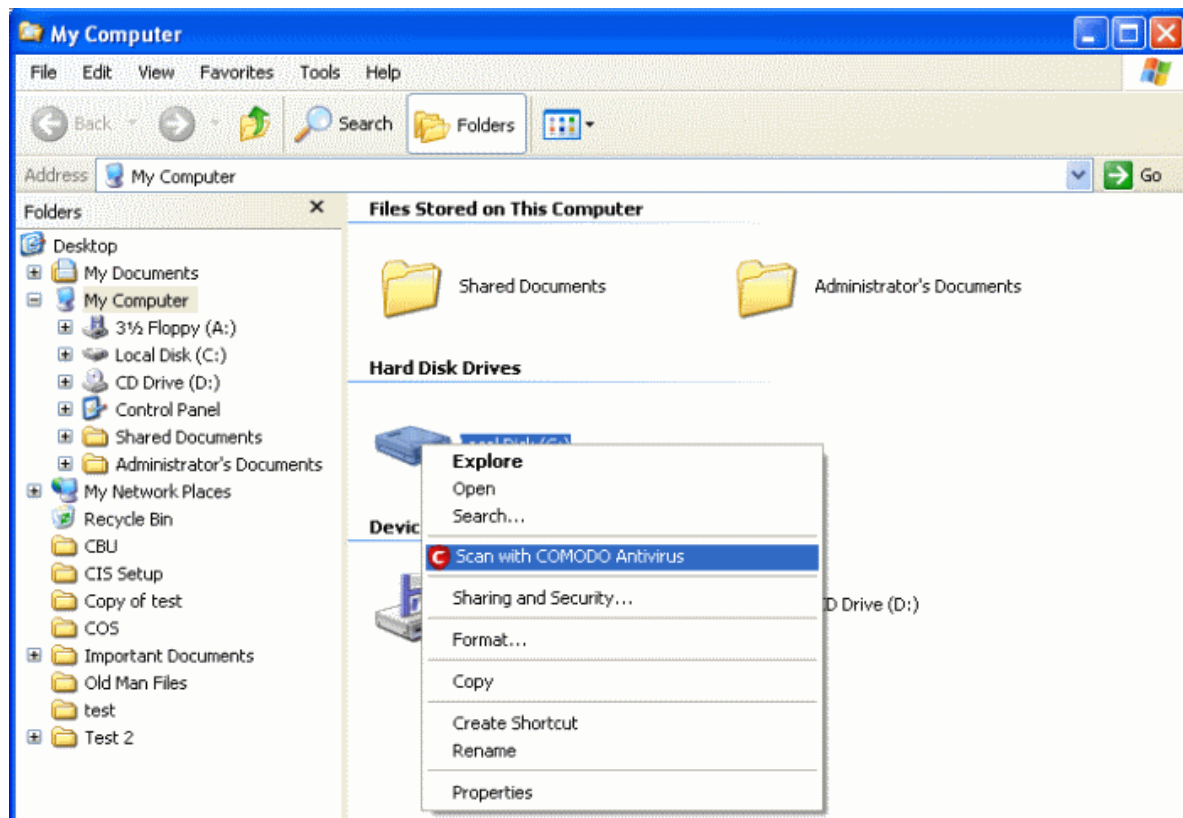 My Computer
File Edit View Favorites Tools Help
Back Search Folders
Address My Computer Go
Folders
Desktop
My Documents
My Computer
3½ Floppy (A:)
Local Disk (C:)
CD Drive (D:)
Control Panel
Shared Documents
Administrator's Documents
My Network Places
Recycle Bin
CBU
CIS Setup
Copy of test
COS
Important Documents
Old Man Files
test
Test 2
Files Stored on This Computer
Shared Documents Administrator's Documents
Hard Disk Drives
Local Disk (C:)
Explore
Open
Search...
Scan with COMODO Antivirus
Sharing and Security...
Format...
Copy
Create Shortcut
Rename
Properties
Devic
D Drive (D:)